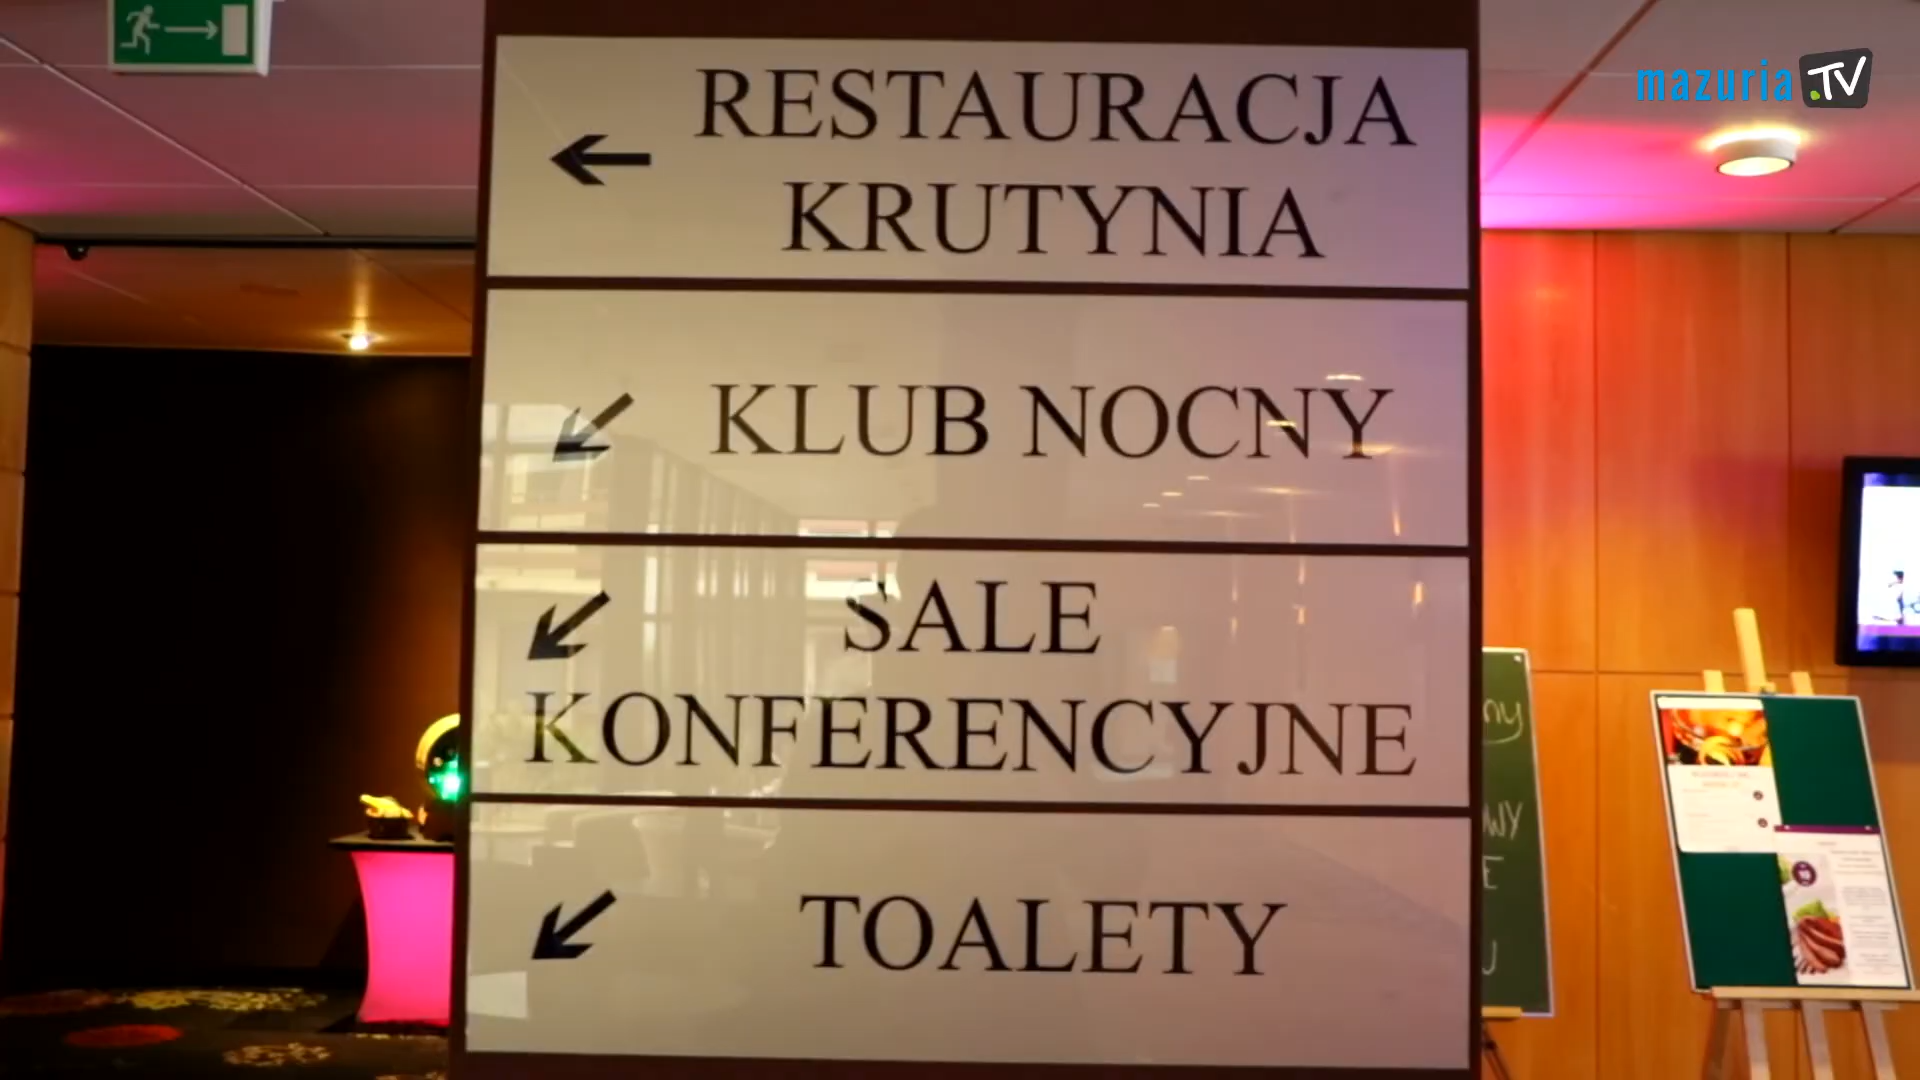 mazuria.TV
RESTAURACJA
KRUTYNIA
KLUB NOCNY
SALE
KONFERENCYJNE
TOALETY